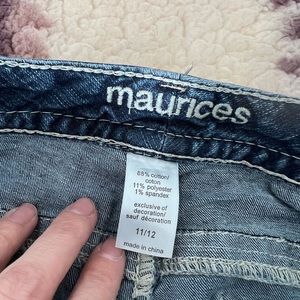 maurices
88% cotton/
coton
11% polyester
1% spandex
exclusive of
decoration/
sauf décoration
11/12
made in china